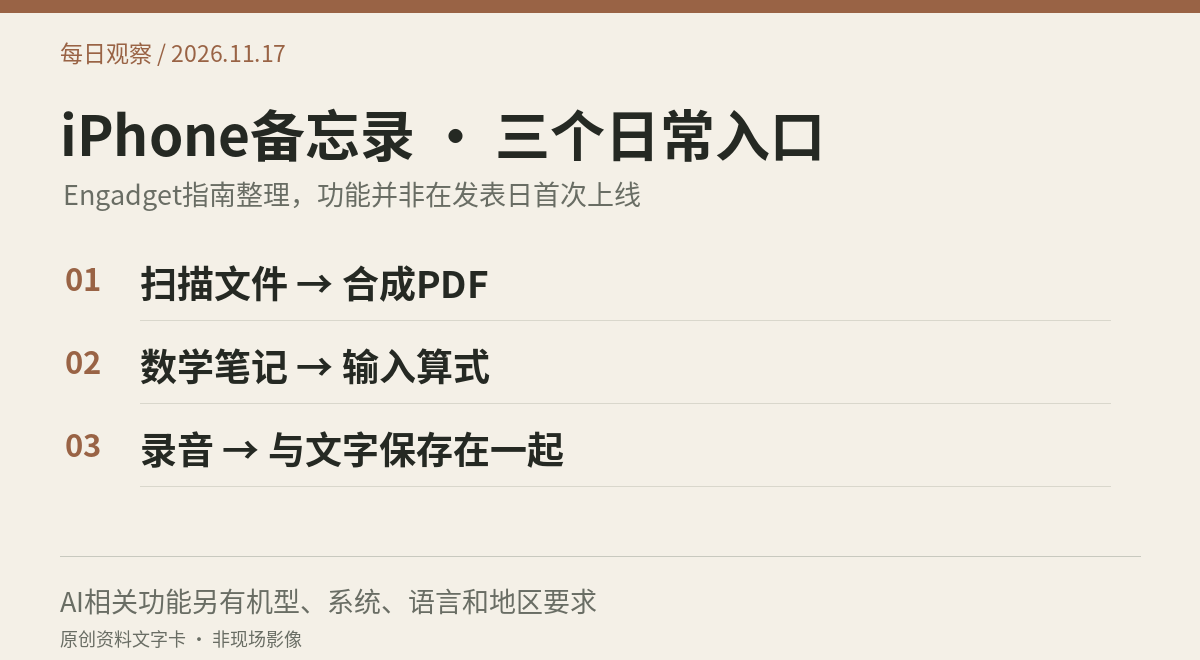 每日观察 / 2026.11.17
iPhone备忘录 · 三个日常入口
Engadget指南整理，功能并非在发表日首次上线
01 扫描文件 → 合成PDF
02 数学笔记 → 输入算式
03 录音 → 与文字保存在一起
AI相关功能另有机型、系统、语言和地区要求
原创资料文字卡 · 非现场影像